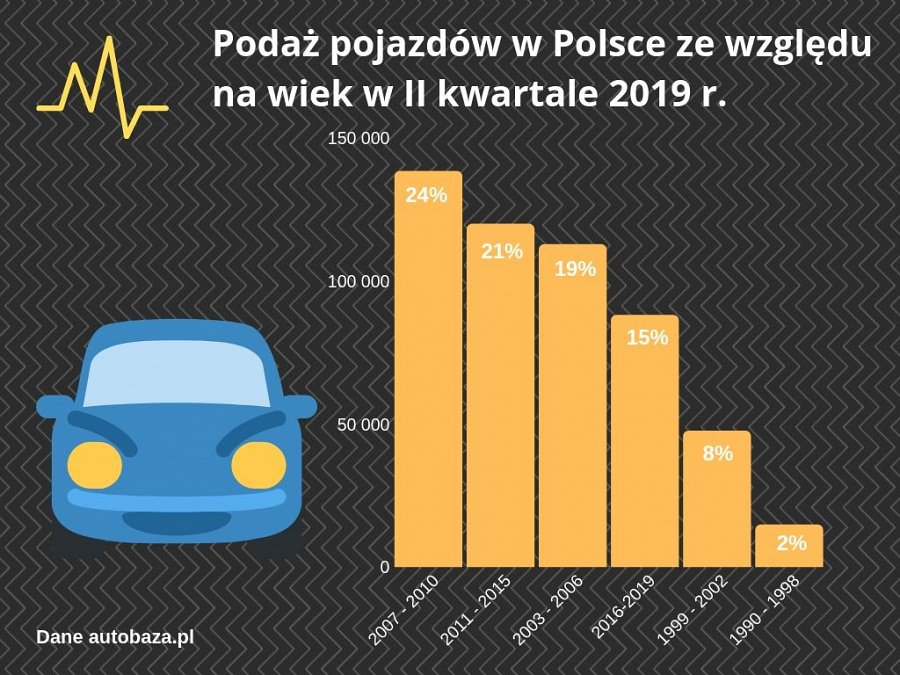 Podaż pojazdów w Polsce ze względu
na wiek w II kwartale 2019 r.
150 000
100 000
50 000
0
24%
21%
19%
15%
8%
2%
2007 - 2010
2011 - 2015
2003 - 2006
2016-2019
1999 - 2002
1990 - 1998
Dane autobaza.pl